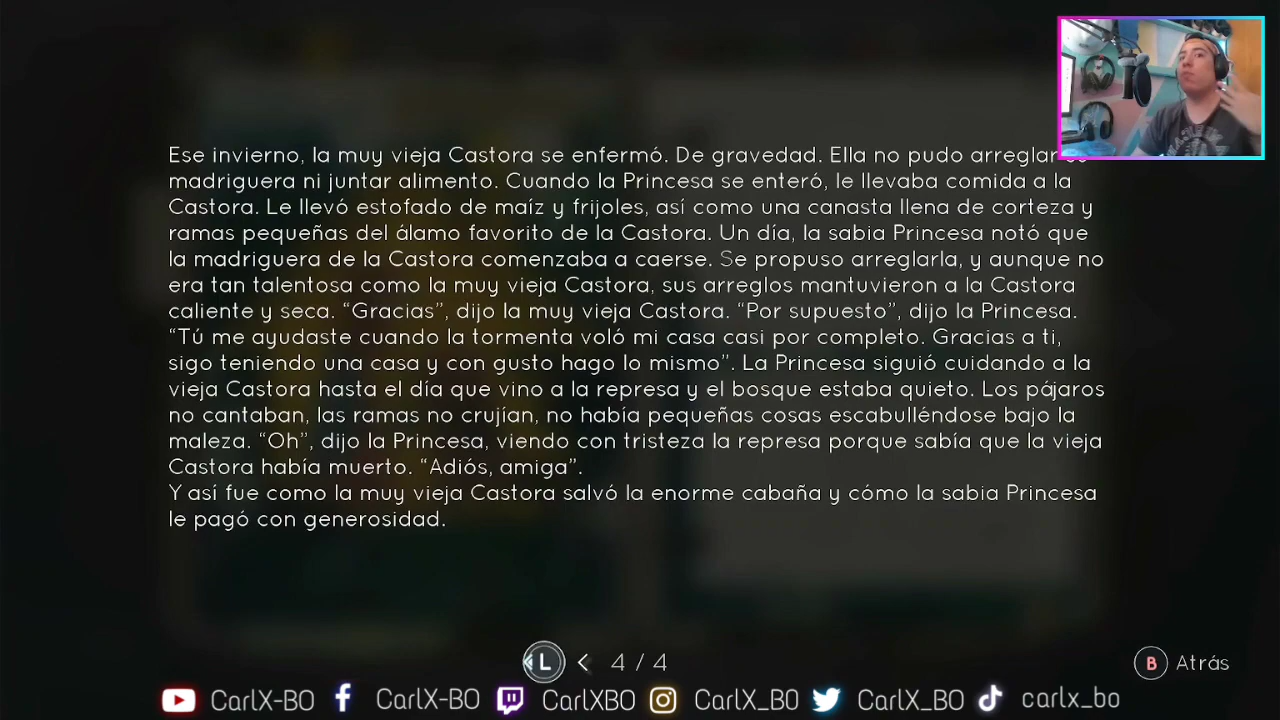 Ese invierno, la muy vieja Castora se enfermó. De gravedad. Ella no pudo arreglar
madriguera ni juntar alimento. Cuando la Princesa se enteró, le llevaba comida a la
Castora. Le llevó estofado de maíz y frijoles, así como una canasta llena de corteza y
ramas pequeñas del álamo favorito de la Castora. Un día, la sabia Princesa notó que
la madriguera de la Castora comenzaba a caerse. Se propuso arreglarla, y aunque no
era tan talentosa como la muy vieja Castora, sus arreglos mantuvieron a la Castora
caliente y seca. “Gracias”, dijo la muy vieja Castora. “Por supuesto”, dijo la Princesa.
“Tú me ayudaste cuando la tormenta voló mi casa casi por completo. Gracias a ti,
sigo teniendo una casa y con gusto hago lo mismo”. La Princesa siguió cuidando a la
vieja Castora hasta el día que vino a la represa y el bosque estaba quieto. Los pájaros
no cantaban, las ramas no crujían, no había pequeñas cosas escabulléndose bajo la
maleza. “Oh”, dijo la Princesa, viendo con tristeza la represa porque sabía que la vieja
Castora había muerto. “Adiós, amiga”.
Y así fue como la muy vieja Castora salvó la enorme cabaña y cómo la sabia Princesa
le pagó con generosidad.
L < 4 / 4
B Atrás
CarlX-BO CarlX-BO CarlXBO CarlX_BO CarlX_BO carlx_bo